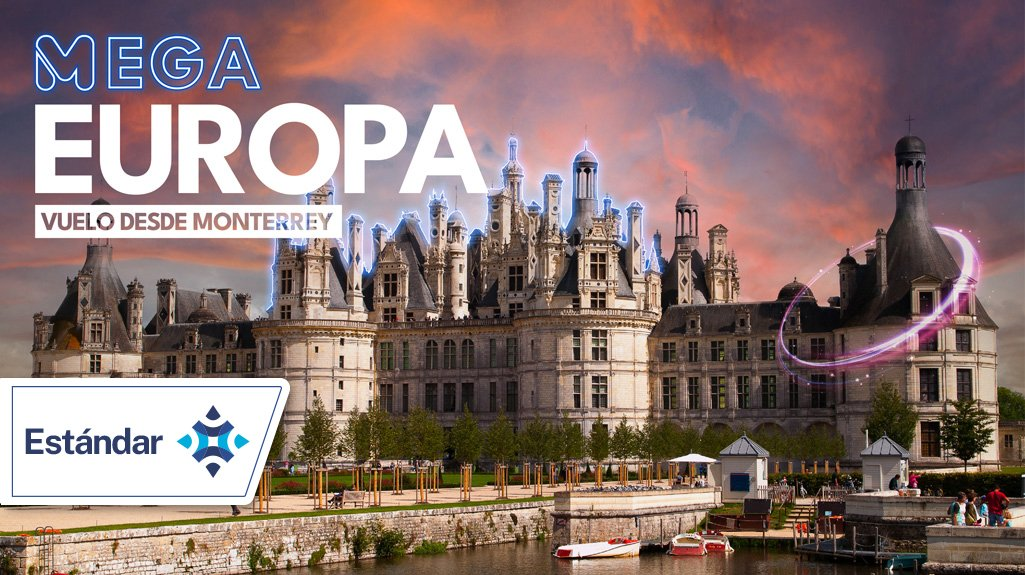 MEGA
EUROPA
VUELO DESDE MONTERREY
Estándar